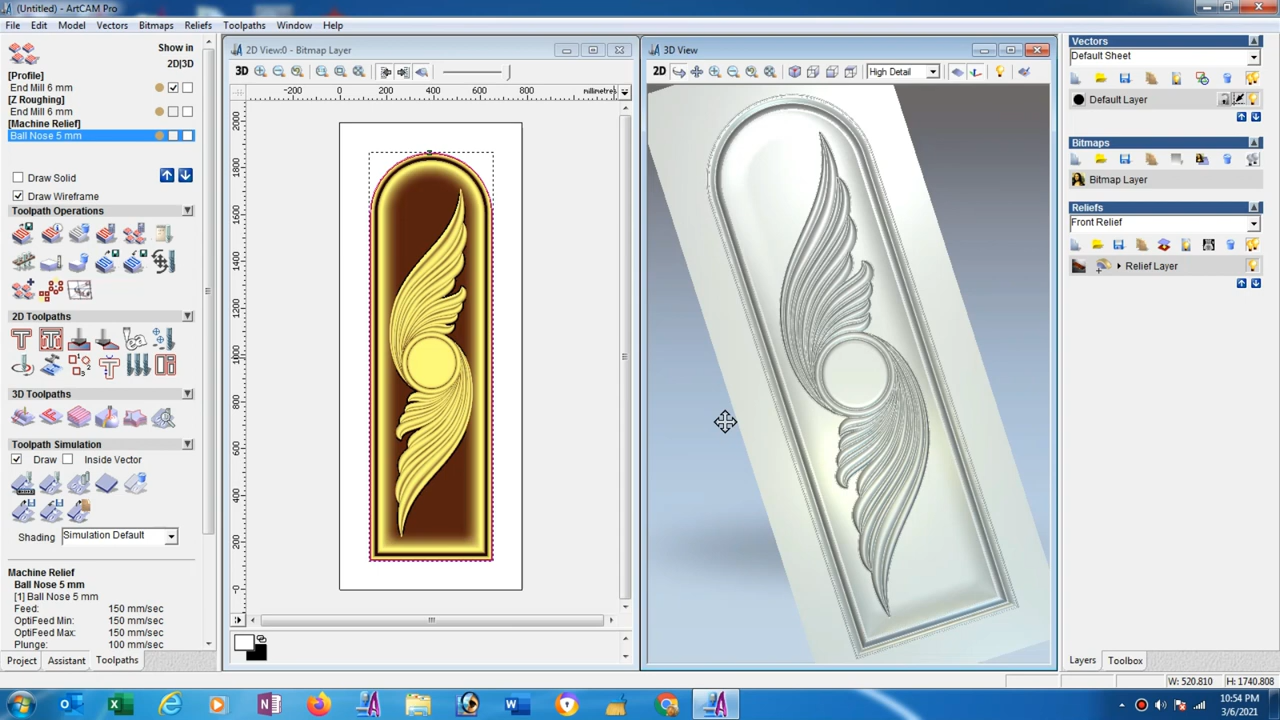 (Untitled) - ArtCAM Pro
File Edit Model Vectors Bitmaps Reliefs Toolpaths Window Help
Show in
2D|3D
[Profile]
End Mill 6 mm
[Z Roughing]
End Mill 6 mm
[Machine Relief]
Ball Nose 5 mm
Draw Solid
Draw Wireframe
Toolpath Operations
2D Toolpaths
3D Toolpaths
Toolpath Simulation
Draw Inside Vector
Shading Simulation Default
Machine Relief
Ball Nose 5 mm
[1] Ball Nose 5 mm
Feed: 150 mm/sec
OptiFeed Min: 150 mm/sec
OptiFeed Max: 150 mm/sec
Plunge: 100 mm/sec
Project Assistant Toolpaths
2D View:0 - Bitmap Layer
3D
-200 0 200 400 600 800 millimetres
2000
1800
1600
1400
1200
1000
800
600
400
200
-0
3D View
2D High Detail
Vectors
Default Sheet
Default Layer
Bitmaps
Bitmap Layer
Reliefs
Front Relief
Relief Layer
Layers Toolbox
W: 520.810 H: 1740.808
10:54 PM
3/6/2021